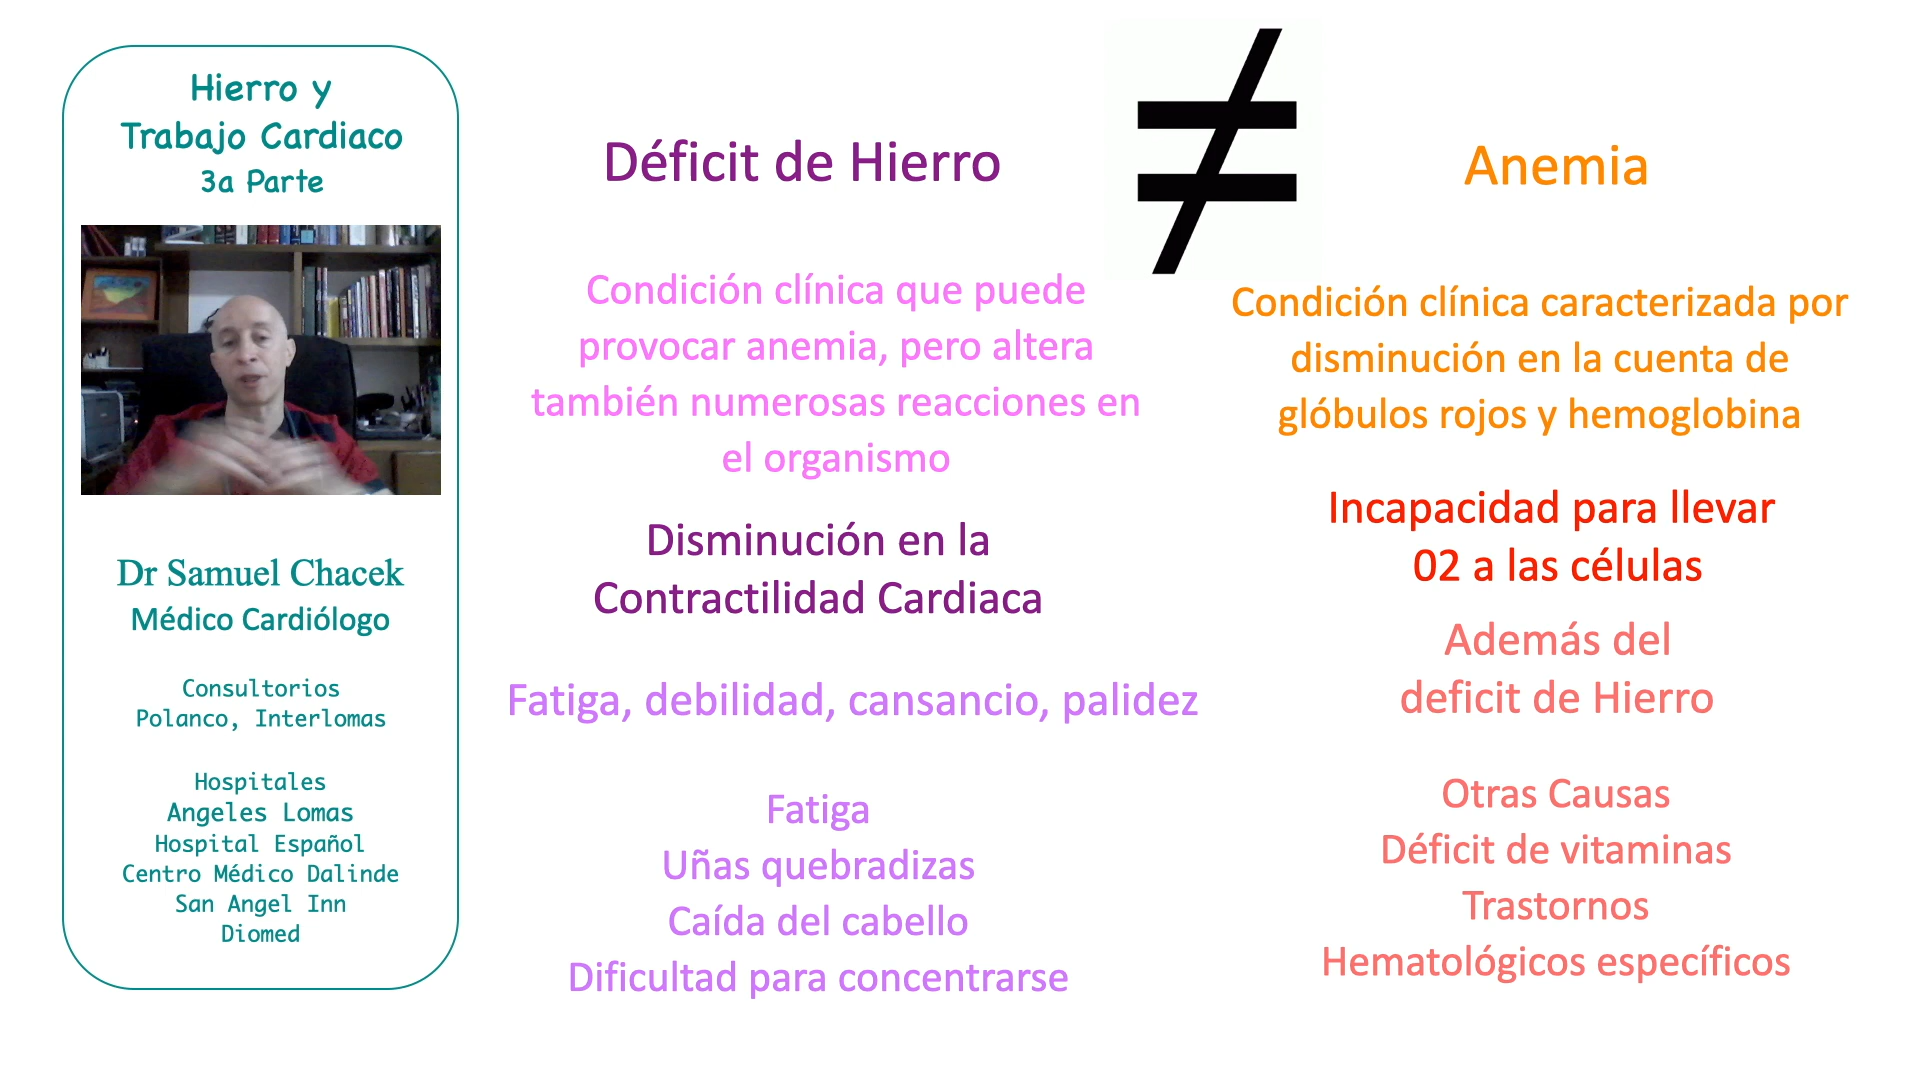 Hierro y
Trabajo Cardiaco
3a Parte
Dr Samuel Chacek
Médico Cardiólogo
Consultorios
Polanco, Interlomas
Hospitales
Angeles Lomas
Hospital Español
Centro Médico Dalinde
San Angel Inn
Diomed
Déficit de Hierro
Condición clínica que puede
provocar anemia, pero altera
también numerosas reacciones en
el organismo
Disminución en la
Contractilidad Cardiaca
Fatiga, debilidad, cansancio, palidez
Fatiga
Uñas quebradizas
Caída del cabello
Dificultad para concentrarse
≠
Anemia
Condición clínica caracterizada por
disminución en la cuenta de
glóbulos rojos y hemoglobina
Incapacidad para llevar
02 a las células
Además del
deficit de Hierro
Otras Causas
Déficit de vitaminas
Trastornos
Hematológicos específicos